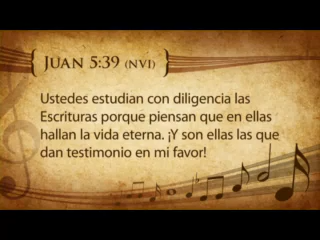 { JUAN 5:39 (NVI) }
Ustedes estudian con diligencia las
Escrituras porque piensan que en ellas
hallan la vida eterna. ¡Y son ellas las que
dan testimonio en mi favor!